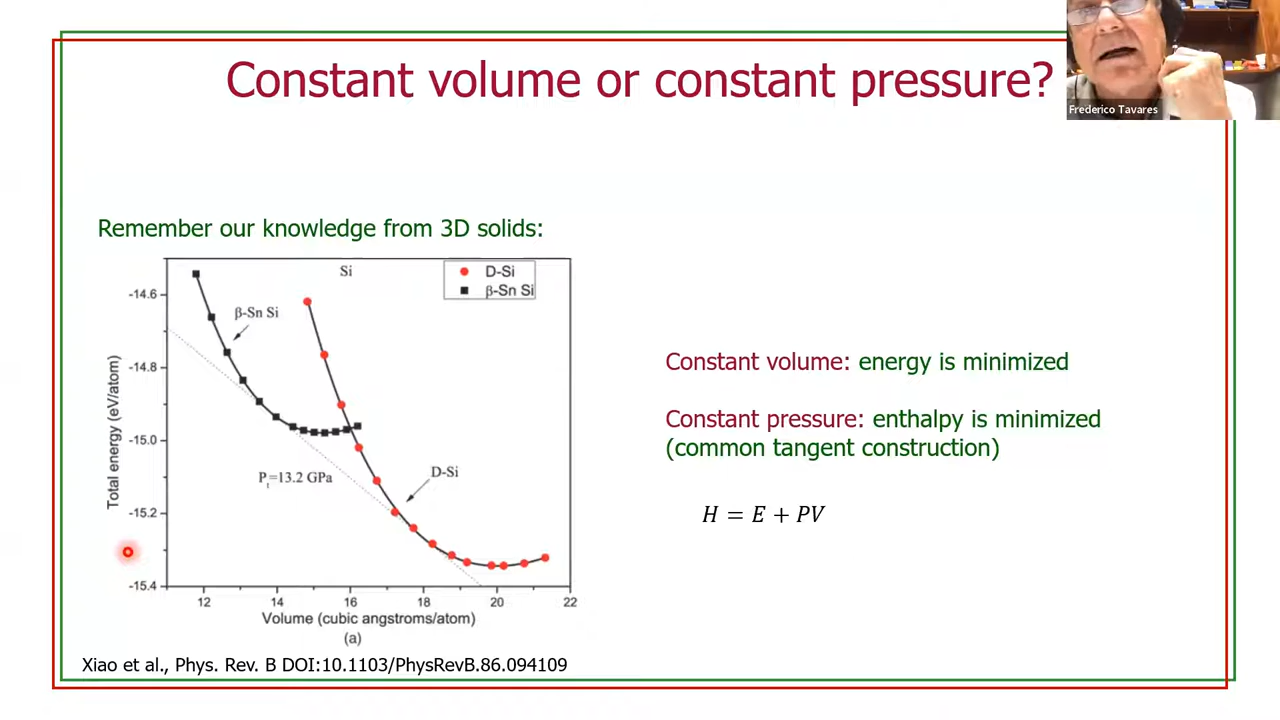 Constant volume or constant pressure?
Frederico Tavares
Remember our knowledge from 3D solids:
Si
D-Si
β-Sn Si
β-Sn Si
D-Si
Pt=13.2 GPa
Total energy (eV/atom)
-14.6
-14.8
-15.0
-15.2
-15.4
12 14 16 18 20 22
Volume (cubic angstroms/atom)
(a)
Xiao et al., Phys. Rev. B DOI:10.1103/PhysRevB.86.094109
Constant volume: energy is minimized
Constant pressure: enthalpy is minimized
(common tangent construction)
H = E + PV